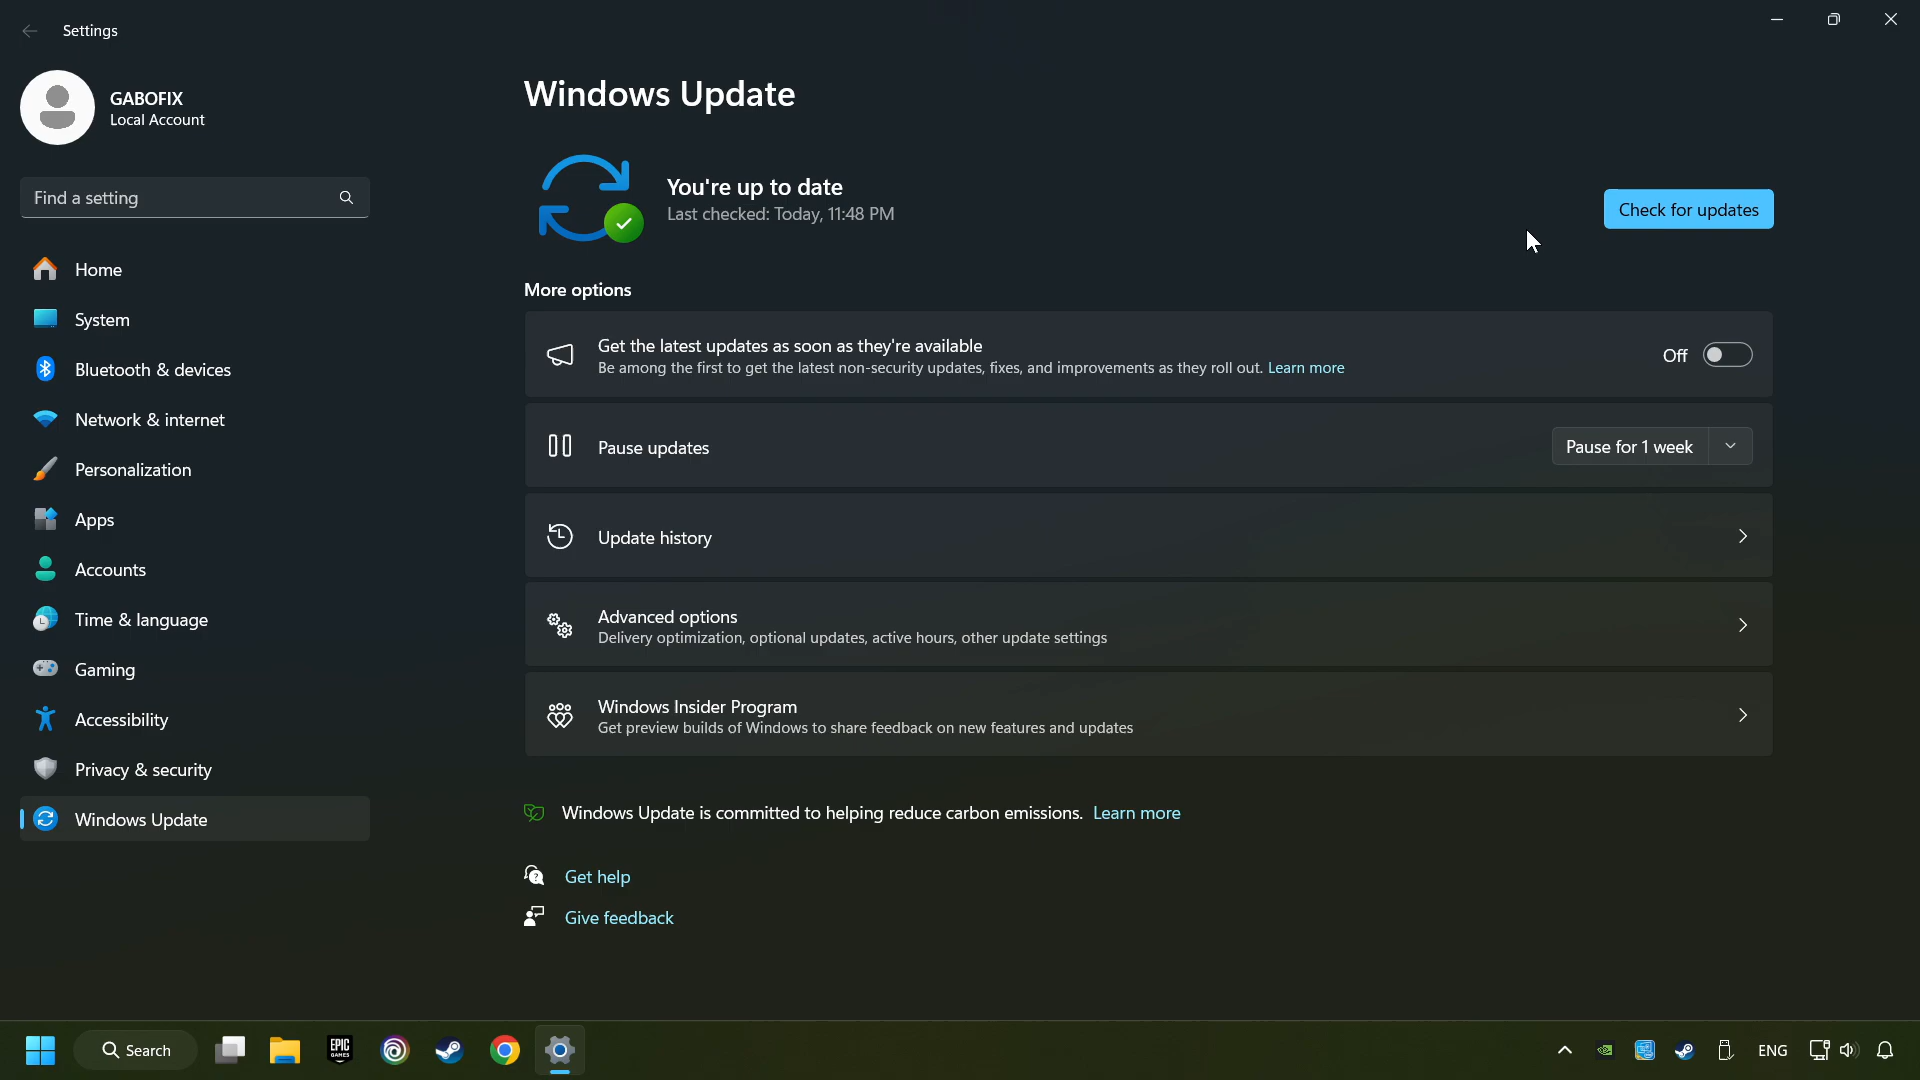 Settings
GABOFIX
Local Account
Find a setting
Home
System
Bluetooth & devices
Network & internet
Personalization
Apps
Accounts
Time & language
Gaming
Accessibility
Privacy & security
Windows Update
Windows Update
You're up to date
Last checked: Today, 11:48 PM
Check for updates
More options
Get the latest updates as soon as they're available
Be among the first to get the latest non-security updates, fixes, and improvements as they roll out. Learn more
Off
Pause updates
Pause for 1 week
Update history
Advanced options
Delivery optimization, optional updates, active hours, other update settings
Windows Insider Program
Get preview builds of Windows to share feedback on new features and updates
Windows Update is committed to helping reduce carbon emissions. Learn more
Get help
Give feedback
Search
EPIC
GAMES
ENG